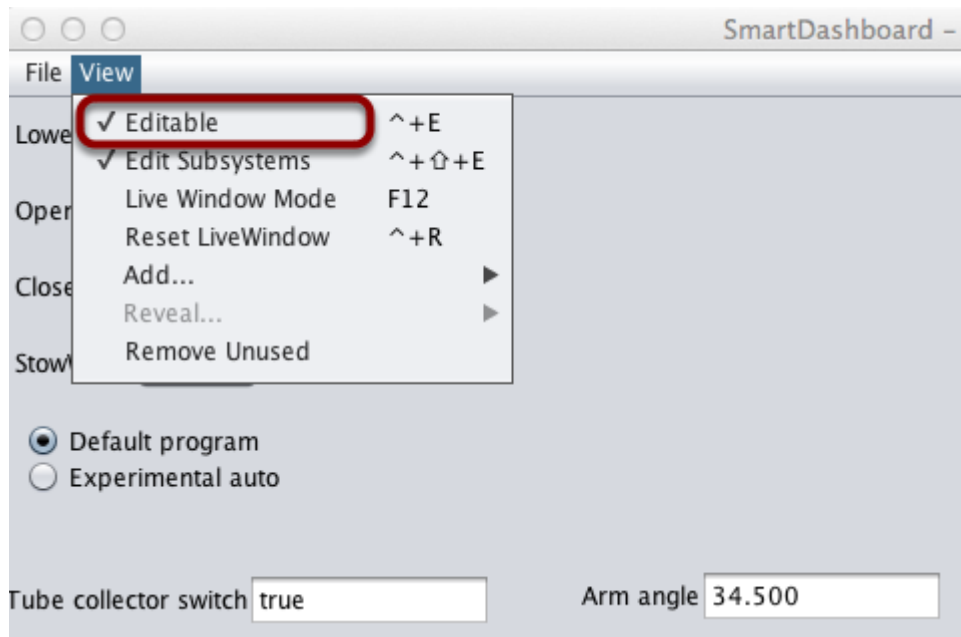 SmartDashboard –
File View
✓ Editable ^+E
Lowe
✓ Edit Subsystems ^+⇧+E
Live Window Mode F12
Oper
Reset LiveWindow ^+R
Add...
Close
Reveal...
Remove Unused
Stow
Default program
Experimental auto
Tube collector switch true Arm angle 34.500